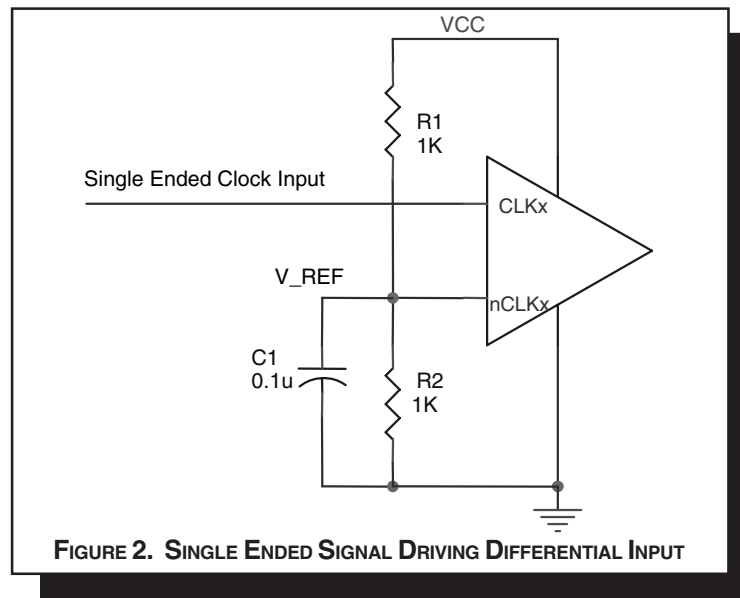 VCC
R1
1K
Single Ended Clock Input
CLKx
V_REF
nCLKx
C1
0.1u
R2
1K
FIGURE 2. SINGLE ENDED SIGNAL DRIVING DIFFERENTIAL INPUT